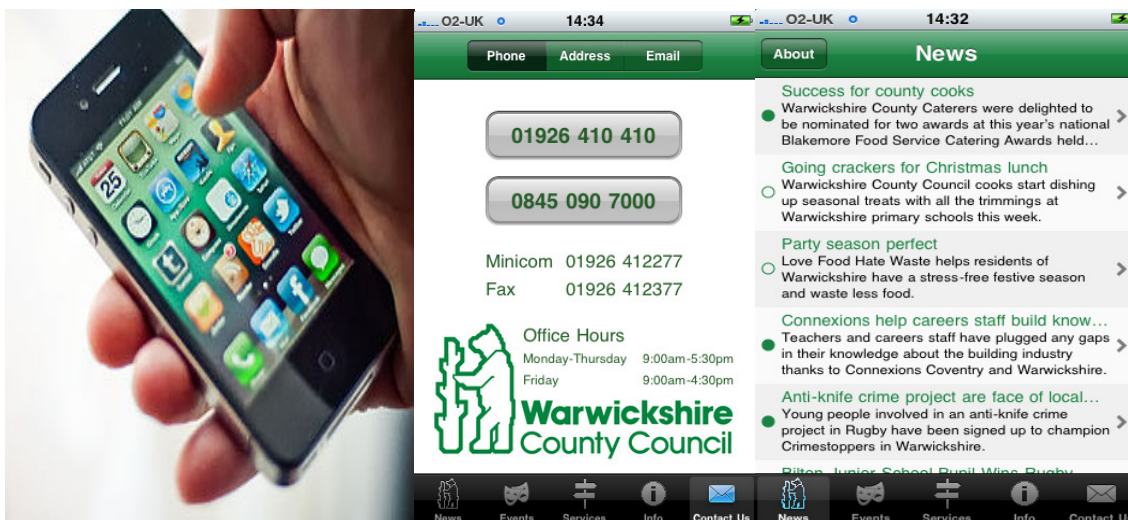 25
O2-UK 14:34
Phone Address Email
01926 410 410
0845 090 7000
Minicom 01926 412277
Fax 01926 412377
Office Hours
Monday-Thursday 9:00am-5:30pm
Friday 9:00am-4:30pm
Warwickshire
County Council
News Events Services Info Contact Us
O2-UK 14:32
About News
Success for county cooks
Warwickshire County Caterers were delighted to
be nominated for two awards at this year's national
Blakemore Food Service Catering Awards held...
Going crackers for Christmas lunch
Warwickshire County Council cooks start dishing
up seasonal treats with all the trimmings at
Warwickshire primary schools this week.
Party season perfect
Love Food Hate Waste helps residents of
Warwickshire have a stress-free festive season
and waste less food.
Connexions help careers staff build know...
Teachers and careers staff have plugged any gaps
in their knowledge about the building industry
thanks to Connexions Coventry and Warwickshire.
Anti-knife crime project are face of local...
Young people involved in an anti-knife crime
project in Rugby have been signed up to champion
Crimestoppers in Warwickshire.
Bilton Junior School Pupil Wins Rugby
News Events Services Info Contact Us